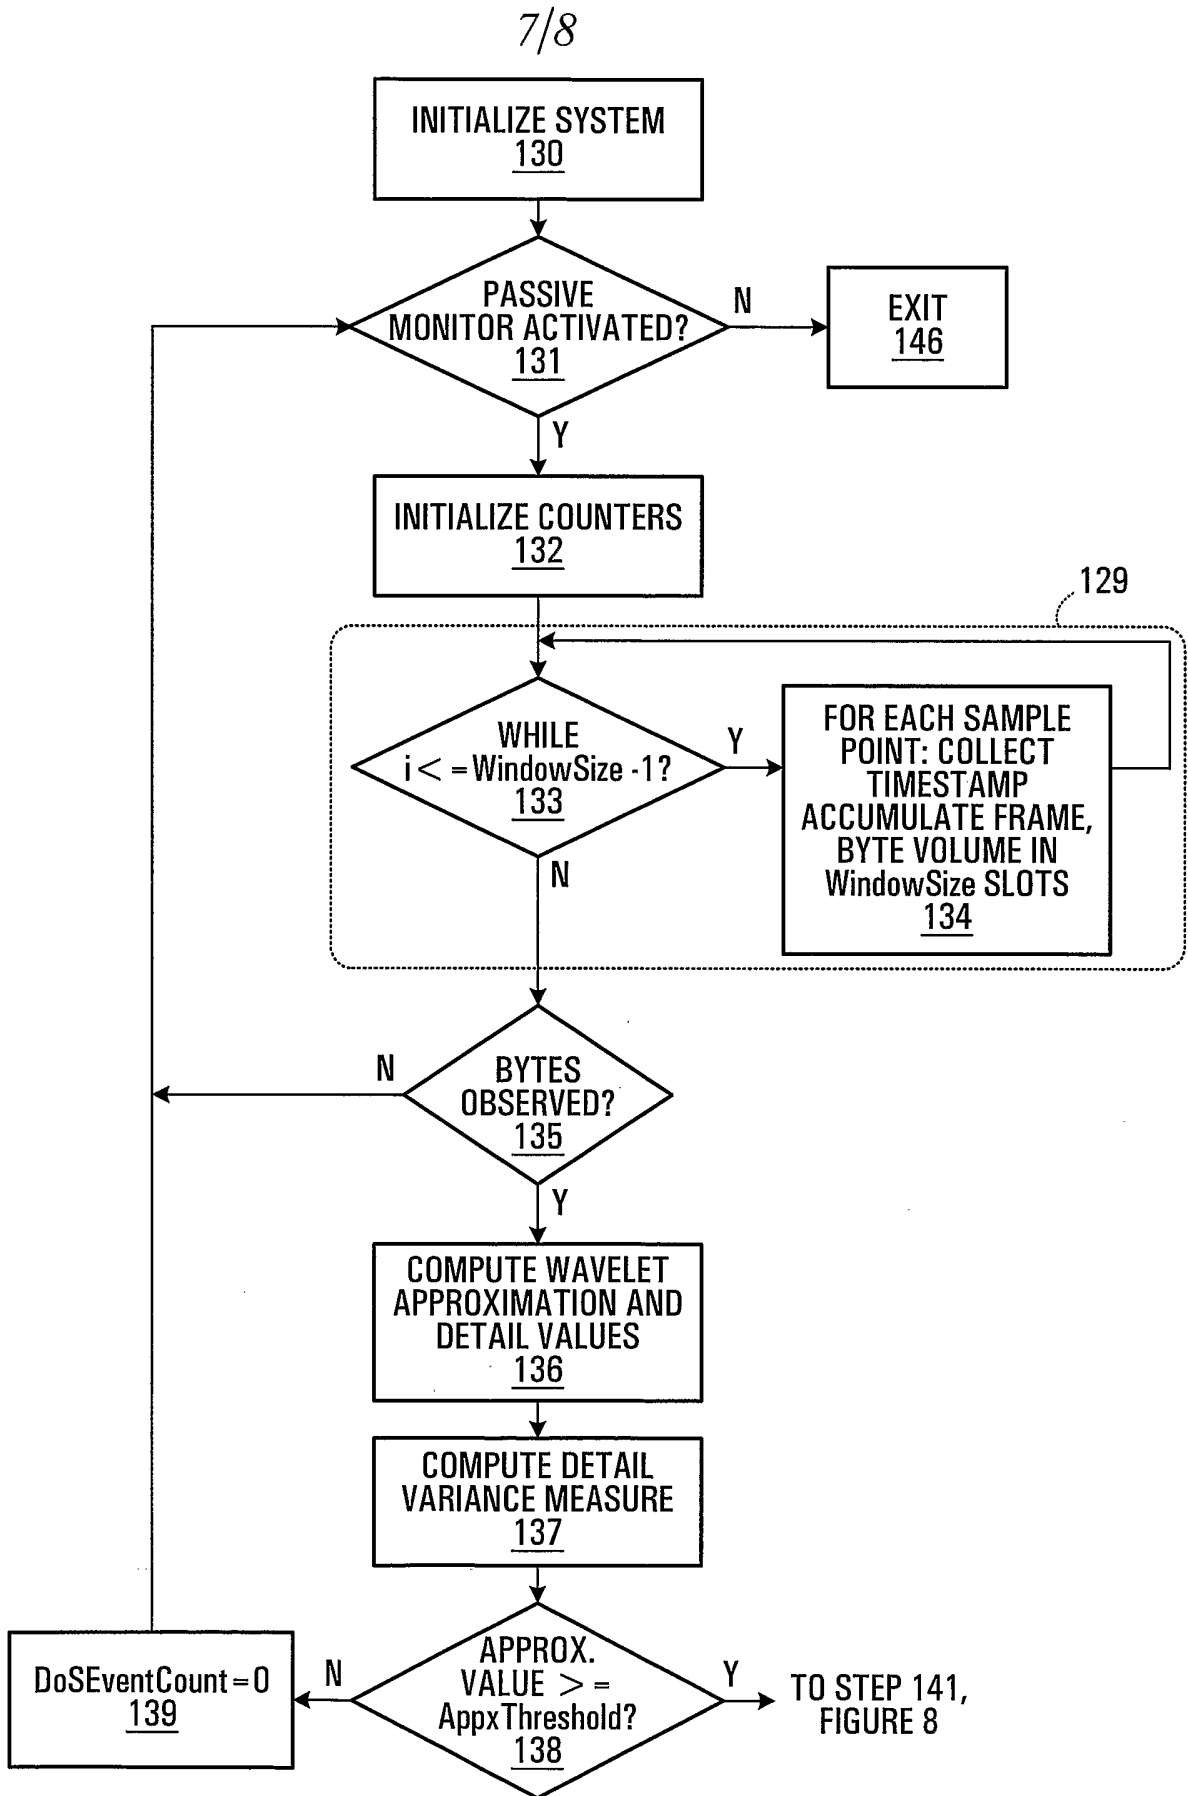 7/8
INITIALIZE SYSTEM
130
PASSIVE
MONITOR ACTIVATED?
131
N
EXIT
146
Y
INITIALIZE COUNTERS
132
129
WHILE
i < = WindowSize -1?
133
Y
FOR EACH SAMPLE
POINT: COLLECT
TIMESTAMP
ACCUMULATE FRAME,
BYTE VOLUME IN
WindowSize SLOTS
134
N
BYTES
OBSERVED?
135
N
Y
COMPUTE WAVELET
APPROXIMATION AND
DETAIL VALUES
136
COMPUTE DETAIL
VARIANCE MEASURE
137
APPROX.
VALUE > =
AppxThreshold?
138
N
DoSEventCount = 0
139
Y
TO STEP 141,
FIGURE 8